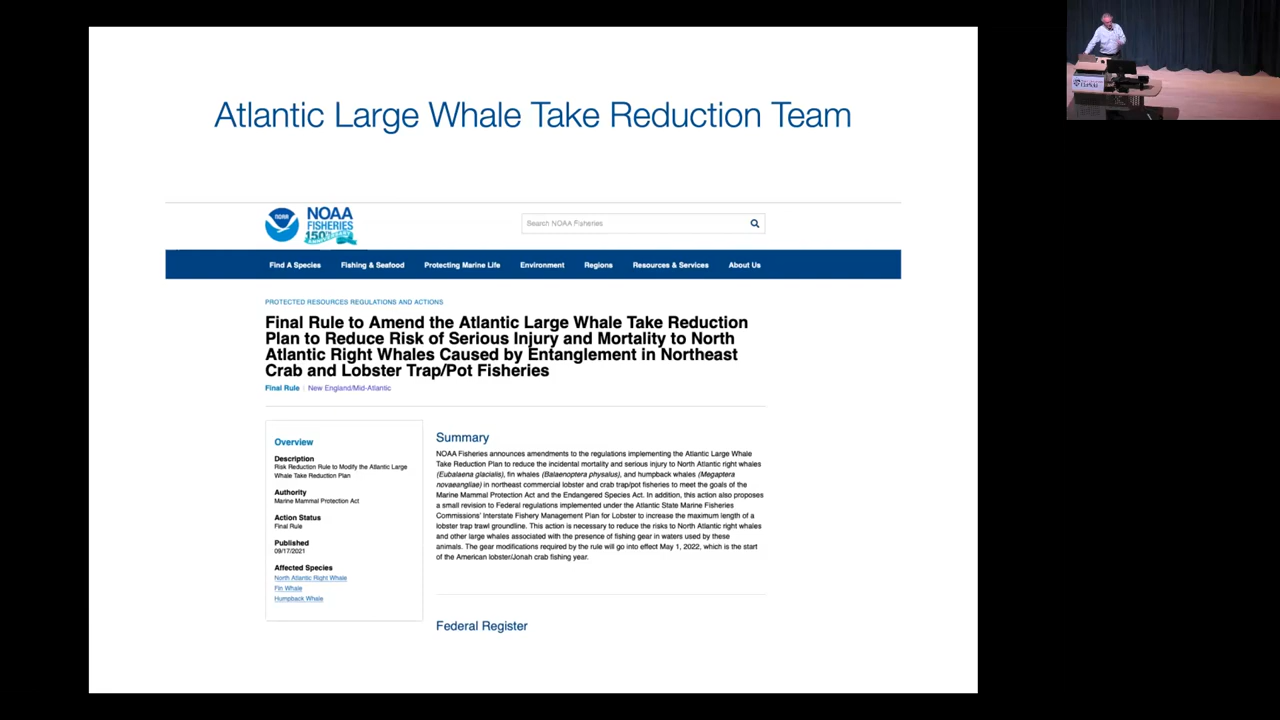 Atlantic Large Whale Take Reduction Team
NOAA
NOAA
FISHERIES
150
ANNIVERSARY
Search NOAA Fisheries
Find A Species
Fishing & Seafood
Protecting Marine Life
Environment
Regions
Resources & Services
About Us
PROTECTED RESOURCES REGULATIONS AND ACTIONS
Final Rule to Amend the Atlantic Large Whale Take Reduction
Plan to Reduce Risk of Serious Injury and Mortality to North
Atlantic Right Whales Caused by Entanglement in Northeast
Crab and Lobster Trap/Pot Fisheries
Final Rule | New England/Mid-Atlantic
Overview
Description
Risk Reduction Rule to Modify the Atlantic Large
Whale Take Reduction Plan
Authority
Marine Mammal Protection Act
Action Status
Final Rule
Published
09/17/2021
Affected Species
North Atlantic Right Whale
Fin Whale
Humpback Whale
Summary
NOAA Fisheries announces amendments to the regulations implementing the Atlantic Large Whale
Take Reduction Plan to reduce the incidental mortality and serious injury to North Atlantic right whales
(Eubalaena glacialis), fin whales (Balaenoptera physalus), and humpback whales (Megaptera
novaeangliae) in northeast commercial lobster and crab trap/pot fisheries to meet the goals of the
Marine Mammal Protection Act and the Endangered Species Act. In addition, this action also proposes
a small revision to Federal regulations implemented under the Atlantic State Marine Fisheries
Commissions' Interstate Fishery Management Plan for Lobster to increase the maximum length of a
lobster trap trawl groundline. This action is necessary to reduce the risks to North Atlantic right whales
and other large whales associated with the presence of fishing gear in waters used by these
animals. The gear modifications required by the rule will go into effect May 1, 2022, which is the start
of the American lobster/Jonah crab fishing year.
Federal Register